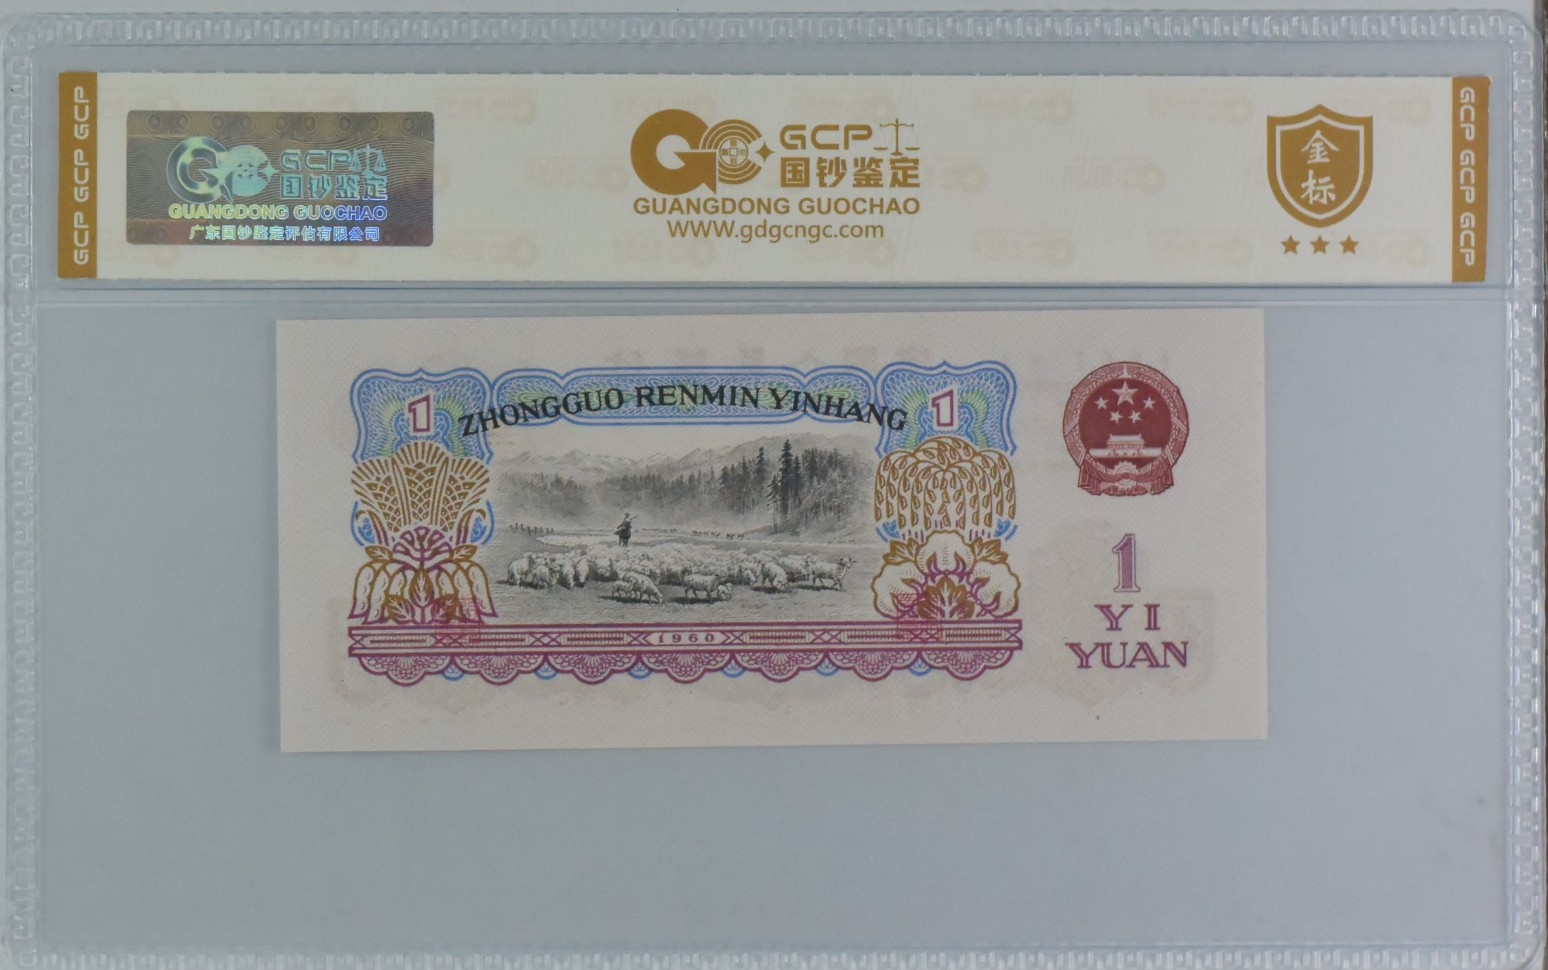 GCP GCP GCP
GCP
国钞鉴定
GUANGDONG GUOCHAO
广东国钞鉴定评估有限公司
GCP
国钞鉴定
GUANGDONG GUOCHAO
WWW.gdgcngc.com
金标
GCP GCP GCP
1
ZHONGGUO RENMIN YINHANG
1
1960
1
YI
YUAN